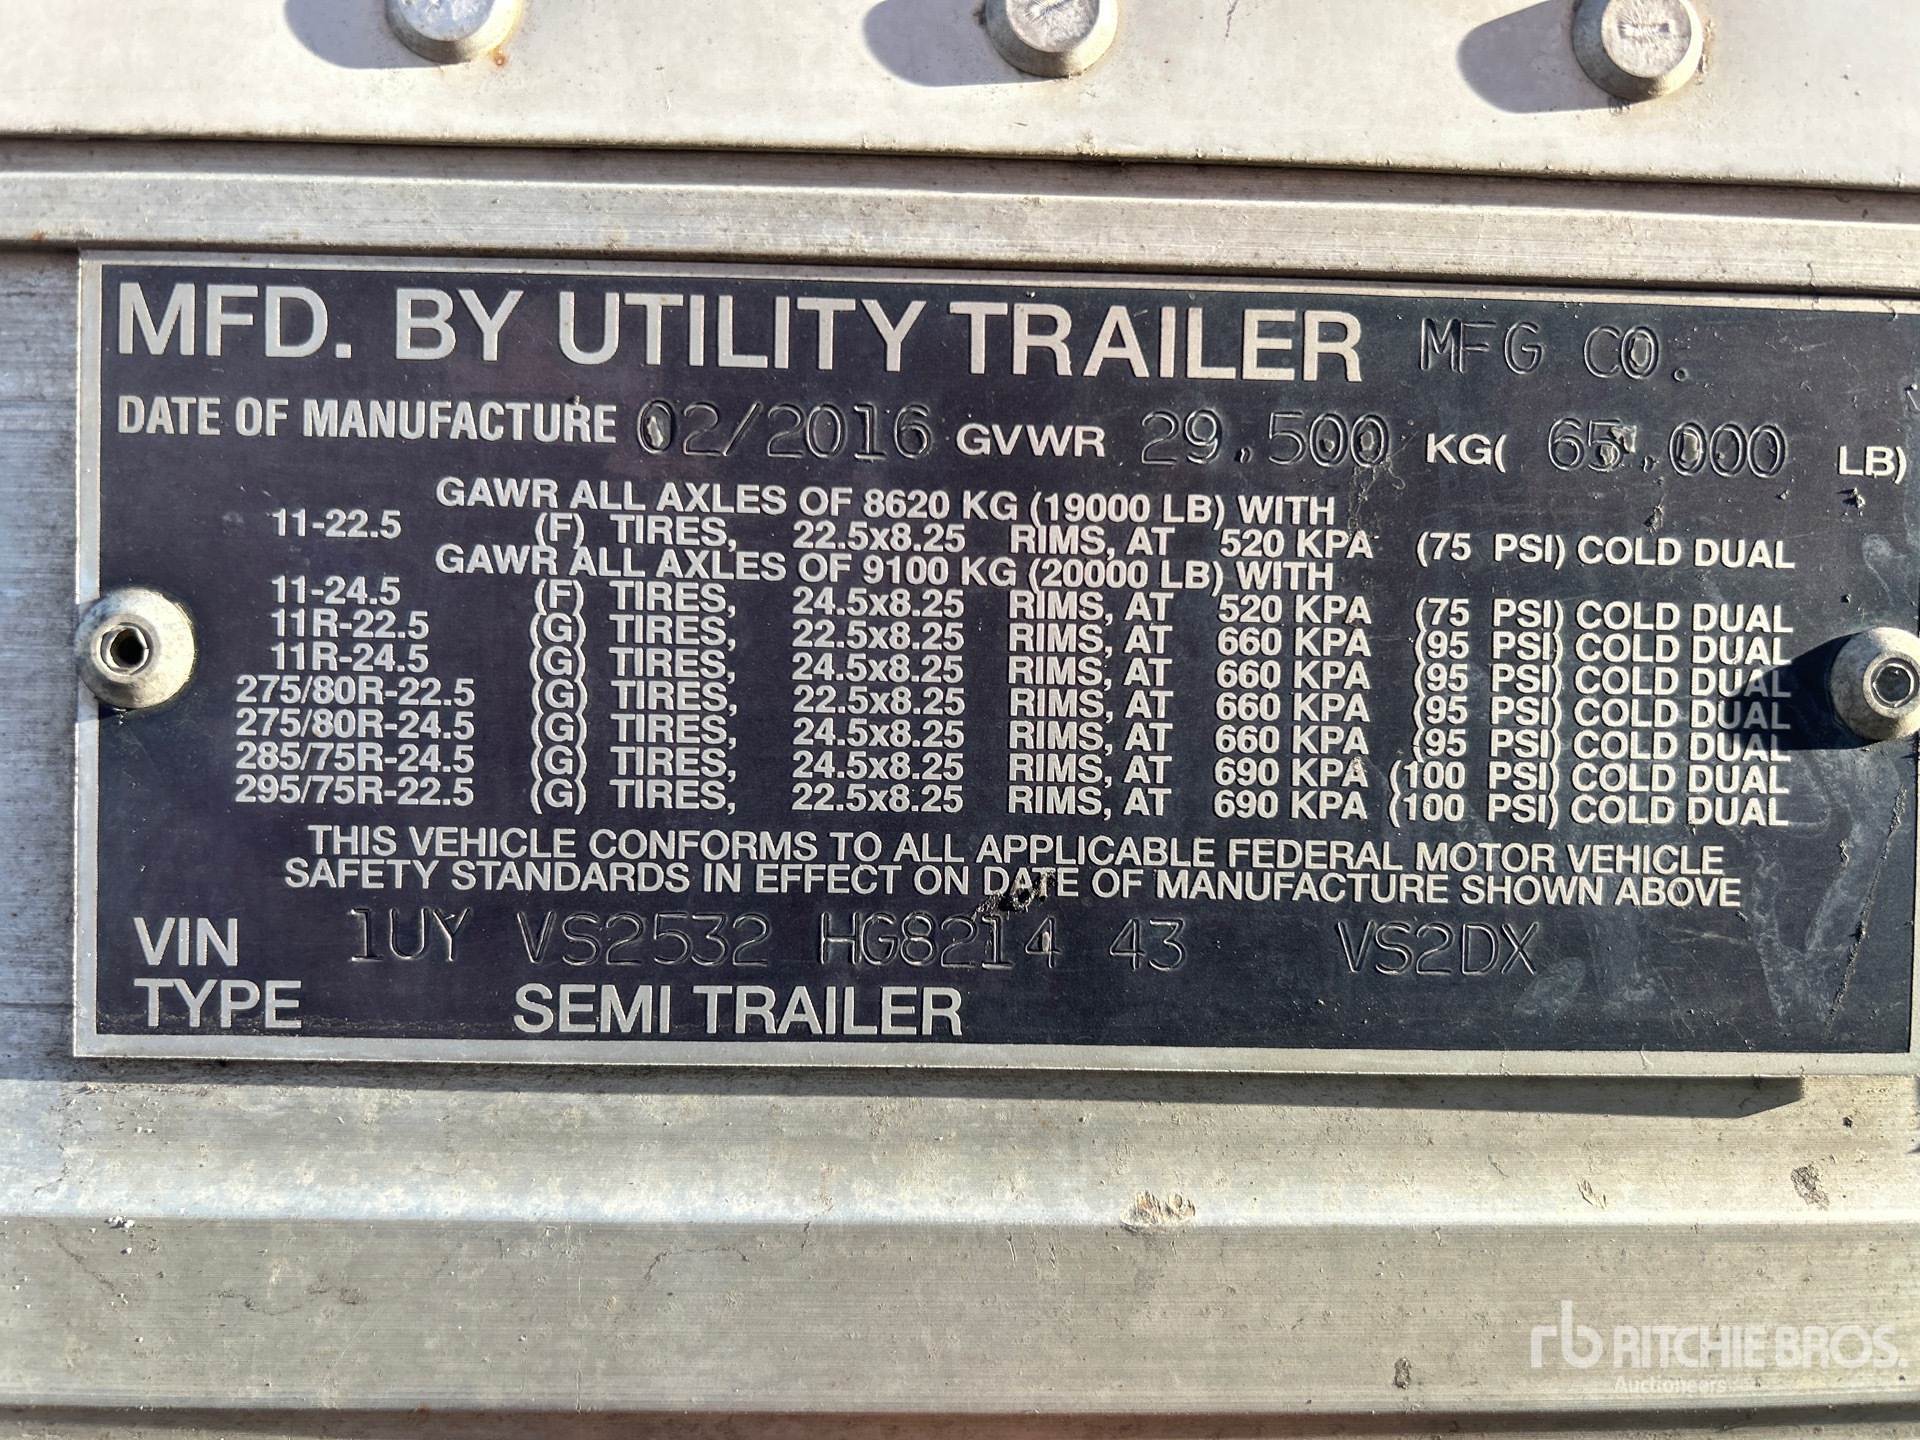 MFD. BY UTILITY TRAILER MFG CO.
DATE OF MANUFACTURE 02/2016 GVWR 29.500 KG( 65.000 LB)
GAWR ALL AXLES OF 8620 KG (19000 LB) WITH
11-22.5 (F) TIRES, 22.5x8.25 RIMS, AT 520 KPA (75 PSI) COLD DUAL
GAWR ALL AXLES OF 9100 KG (20000 LB) WITH
11-24.5 (F) TIRES, 24.5x8.25 RIMS, AT 520 KPA (75 PSI) COLD DUAL
11R-22.5 (G) TIRES, 22.5x8.25 RIMS, AT 660 KPA (95 PSI) COLD DUAL
11R-24.5 (G) TIRES, 24.5x8.25 RIMS, AT 660 KPA (95 PSI) COLD DUAL
275/80R-22.5 (G) TIRES, 22.5x8.25 RIMS, AT 660 KPA (95 PSI) COLD DUAL
275/80R-24.5 (G) TIRES, 24.5x8.25 RIMS, AT 660 KPA (95 PSI) COLD DUAL
285/75R-24.5 (G) TIRES, 24.5x8.25 RIMS, AT 690 KPA (100 PSI) COLD DUAL
295/75R-22.5 (G) TIRES, 22.5x8.25 RIMS, AT 690 KPA (100 PSI) COLD DUAL
THIS VEHICLE CONFORMS TO ALL APPLICABLE FEDERAL MOTOR VEHICLE
SAFETY STANDARDS IN EFFECT ON DATE OF MANUFACTURE SHOWN ABOVE
VIN 1UY VS2532 HG8214 43 VS2DX
TYPE SEMI TRAILER
rb RITCHIE BROS.
Auctioneers